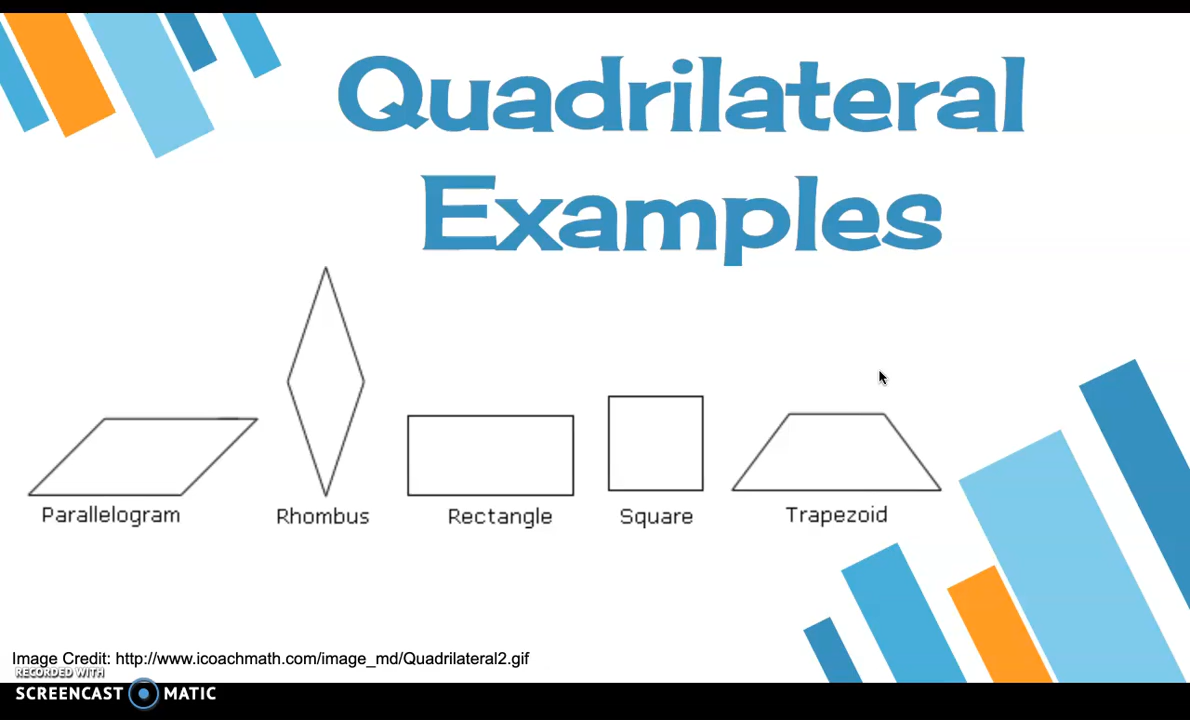 Quadrilateral
Examples
Parallelogram Rhombus Rectangle Square Trapezoid
Image Credit: http://www.icoachmath.com/image_md/Quadrilateral2.gif
RECORDED WITH
SCREENCAST MATIC